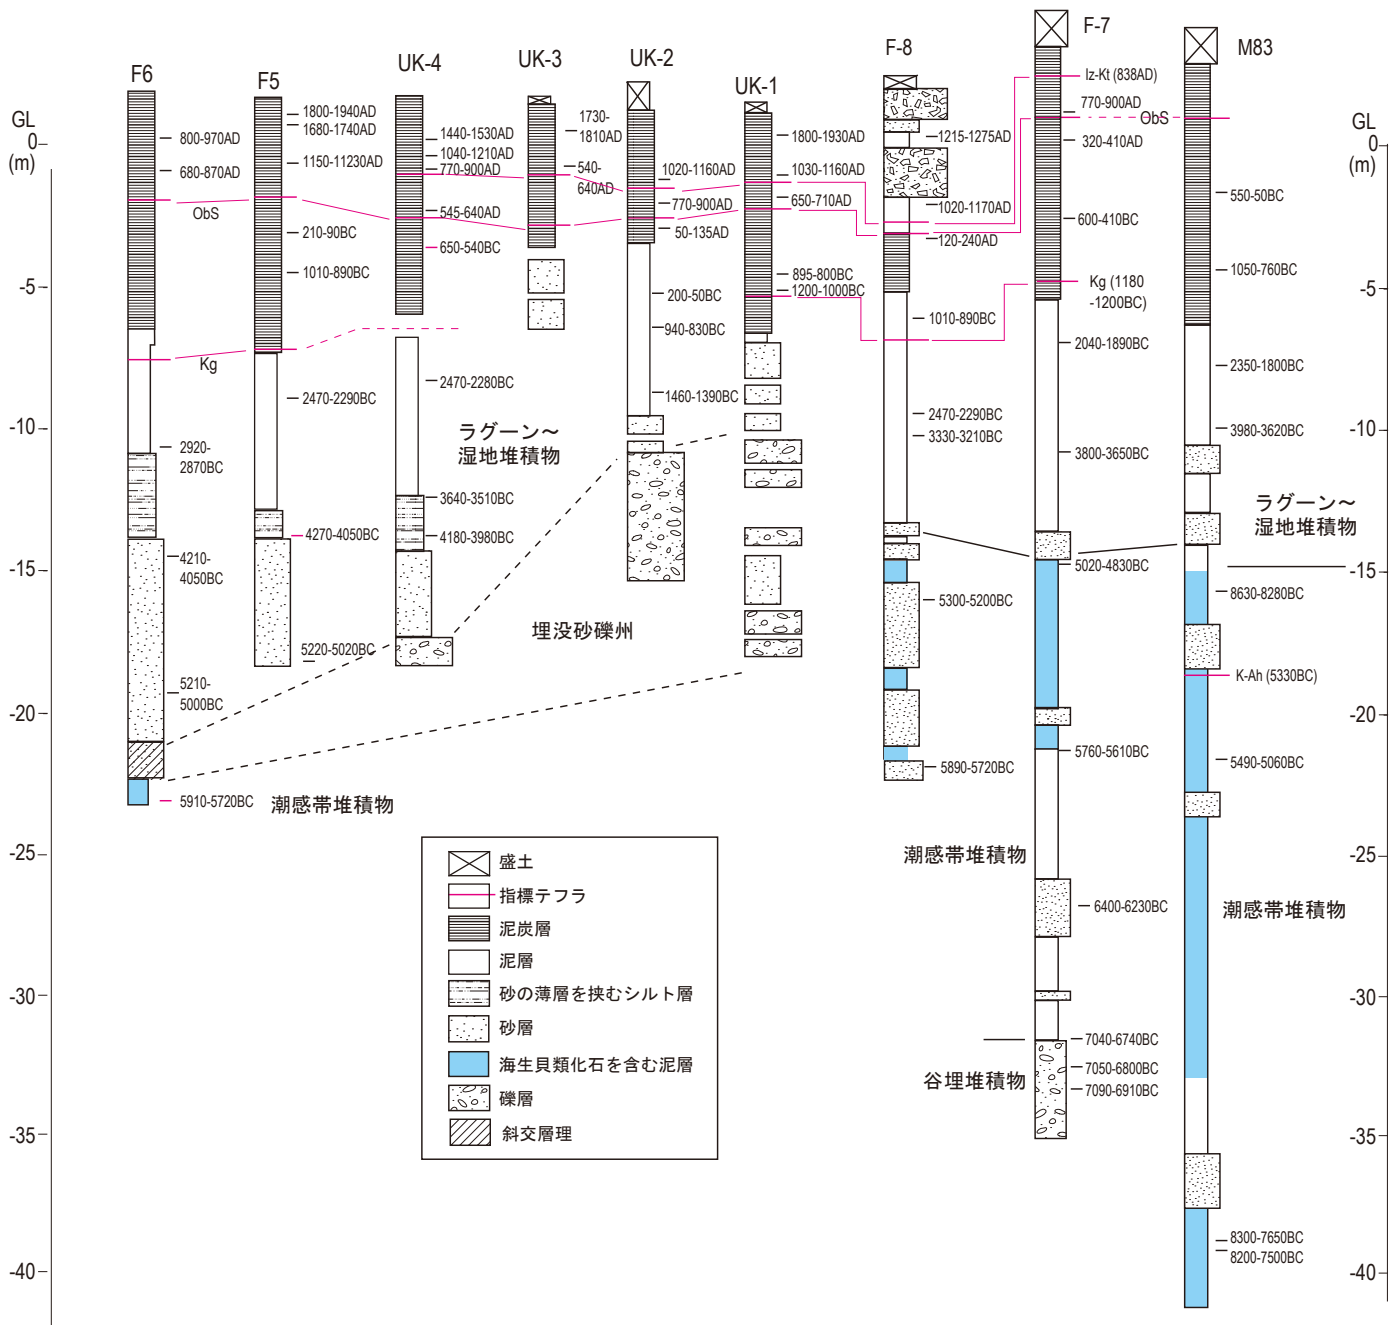 F6
F5
UK-4
UK-3
UK-2
UK-1
F-8
F-7
M83
GL
0
(m)
-5
-10
-15
-20
-25
-30
-35
-40
800-970AD
680-870AD
ObS
Kg
2920-
2870BC
4210-
4050BC
5210-
5000BC
5910-5720BC
潮感帯堆積物
1800-1940AD
1680-1740AD
1150-11230AD
210-90BC
1010-890BC
2470-2290BC
4270-4050BC
5220-5020BC
1440-1530AD
1040-1210AD
770-900AD
545-640AD
650-540BC
2470-2280BC
3640-3510BC
4180-3980BC
ラグーン～
湿地堆積物
1730-
1810AD
540-
640AD
1020-1160AD
770-900AD
50-135AD
200-50BC
940-830BC
1460-1390BC
埋没砂礫州
1800-1930AD
1030-1160AD
650-710AD
895-800BC
1200-1000BC
1215-1275AD
1020-1170AD
120-240AD
1010-890BC
2470-2290BC
3330-3210BC
5300-5200BC
5890-5720BC
潮感帯堆積物
谷埋堆積物
Iz-Kt (838AD)
770-900AD
ObS
320-410AD
600-410BC
Kg (1180
-1200BC)
2040-1890BC
3800-3650BC
5020-4830BC
5760-5610BC
6400-6230BC
7040-6740BC
7050-6800BC
7090-6910BC
550-50BC
1050-760BC
2350-1800BC
3980-3620BC
ラグーン～
湿地堆積物
8630-8280BC
K-Ah (5330BC)
5490-5060BC
潮感帯堆積物
8300-7650BC
8200-7500BC
GL
0
(m)
-5
-10
-15
-20
-25
-30
-35
-40
盛土
指標テフラ
泥炭層
泥層
砂の薄層を挟むシルト層
砂層
海生貝類化石を含む泥層
礫層
斜交層理